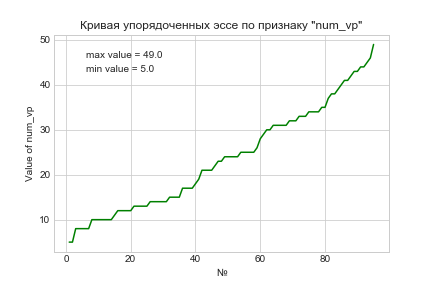 Кривая упорядоченных эссе по признаку "num_vp"
max value = 49.0
min value = 5.0
Value of num_vp
50
40
30
20
10
0
20
40
60
80
№